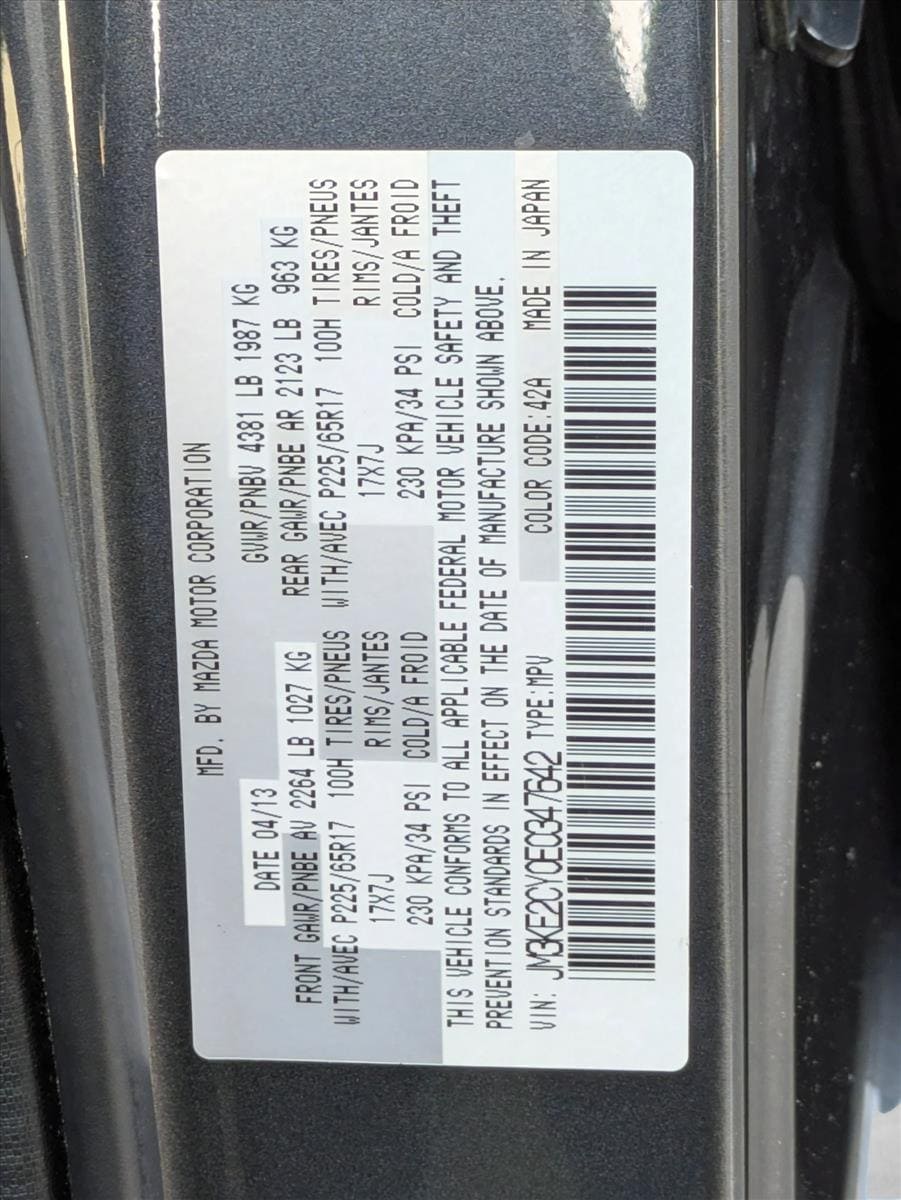 MFD. BY MAZDA MOTOR CORPORATION
DATE 04/13 GVWR/PNBV 4381 LB 1987 KG
FRONT GAWR/PNBE AV 2264 LB 1027 KG REAR GAWR/PNBE AR 2123 LB 963 KG
WITH/AVEC P225/65R17 100H TIRES/PNEUS WITH/AVEC P225/65R17 100H TIRES/PNEUS
17X7J RIMS/JANTES 17X7J RIMS/JANTES
230 KPA/34 PSI COLD/A FROID 230 KPA/34 PSI COLD/A FROID
THIS VEHICLE CONFORMS TO ALL APPLICABLE FEDERAL MOTOR VEHICLE SAFETY AND THEFT
PREVENTION STANDARDS IN EFFECT ON THE DATE OF MANUFACTURE SHOWN ABOVE.
VIN: JM3KE2CY0E0347642 TYPE:MPV COLOR CODE:42A MADE IN JAPAN